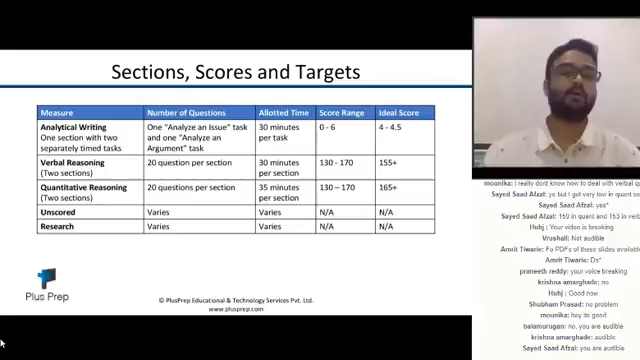 Sections, Scores and Targets
Measure Number of Questions Allotted Time Score Range Ideal Score
Analytical Writing
One section with two
separately timed tasks
One "Analyze an Issue" task
and one "Analyze an
Argument" task
30 minutes
per task
0 - 6
4 - 4.5
Verbal Reasoning
(Two sections)
20 question per section
30 minutes
per section
130 - 170
155+
Quantitative Reasoning
(Two sections)
20 questions per section
35 minutes
per section
130 – 170
165+
Unscored Varies Varies N/A N/A
Research Varies Varies N/A N/A
Plus Prep
© PlusPrep Educational & Technology Services Pvt. Ltd.
www.plusprep.com
mounika: I really dont know how to deal with verbal q
Sayed Saad Afzal: ye but I get very low in quant se
Sayed Saad Afzal: yes*
Sayed Saad Afzal: 159 in quant and 153 in verb
Huhj: Your video is breaking
Vrushali: Not audible
Amrit Tiwarie: Fo PDFs of these slides available
Amrit Tiwarie: Do*
praneeth reddy: your voice breaking
krishna amarghade: no
Huhj: Good now
Shubham Prasad: no problem
mounika: hey its good
balamurugan: no, you are audible
krishna amarghade: audible
Sayed Saad Afzal: you are audible